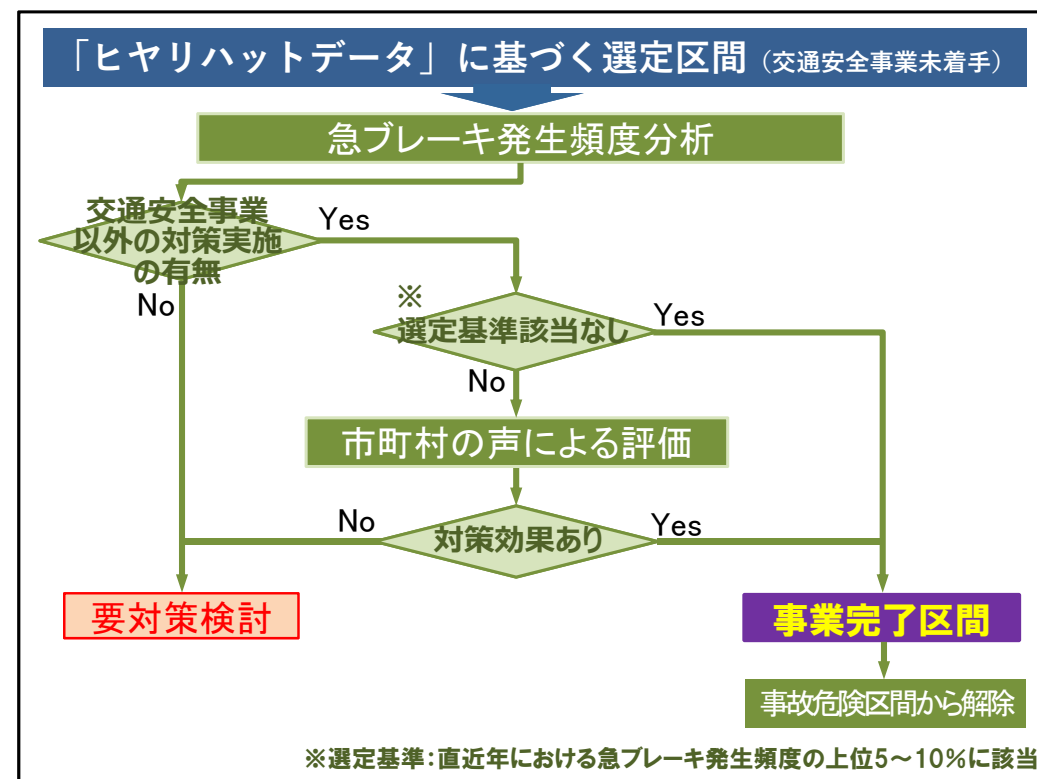 「ヒヤリハットデータ」に基づく選定区間（交通安全事業未着手）
急ブレーキ発生頻度分析
交通安全事業
以外の対策実施
の有無
Yes
No
※
選定基準該当なし
Yes
No
市町村の声による評価
No
対策効果あり
Yes
要対策検討
事業完了区間
事故危険区間から解除
※選定基準：直近年における急ブレーキ発生頻度の上位5～10％に該当